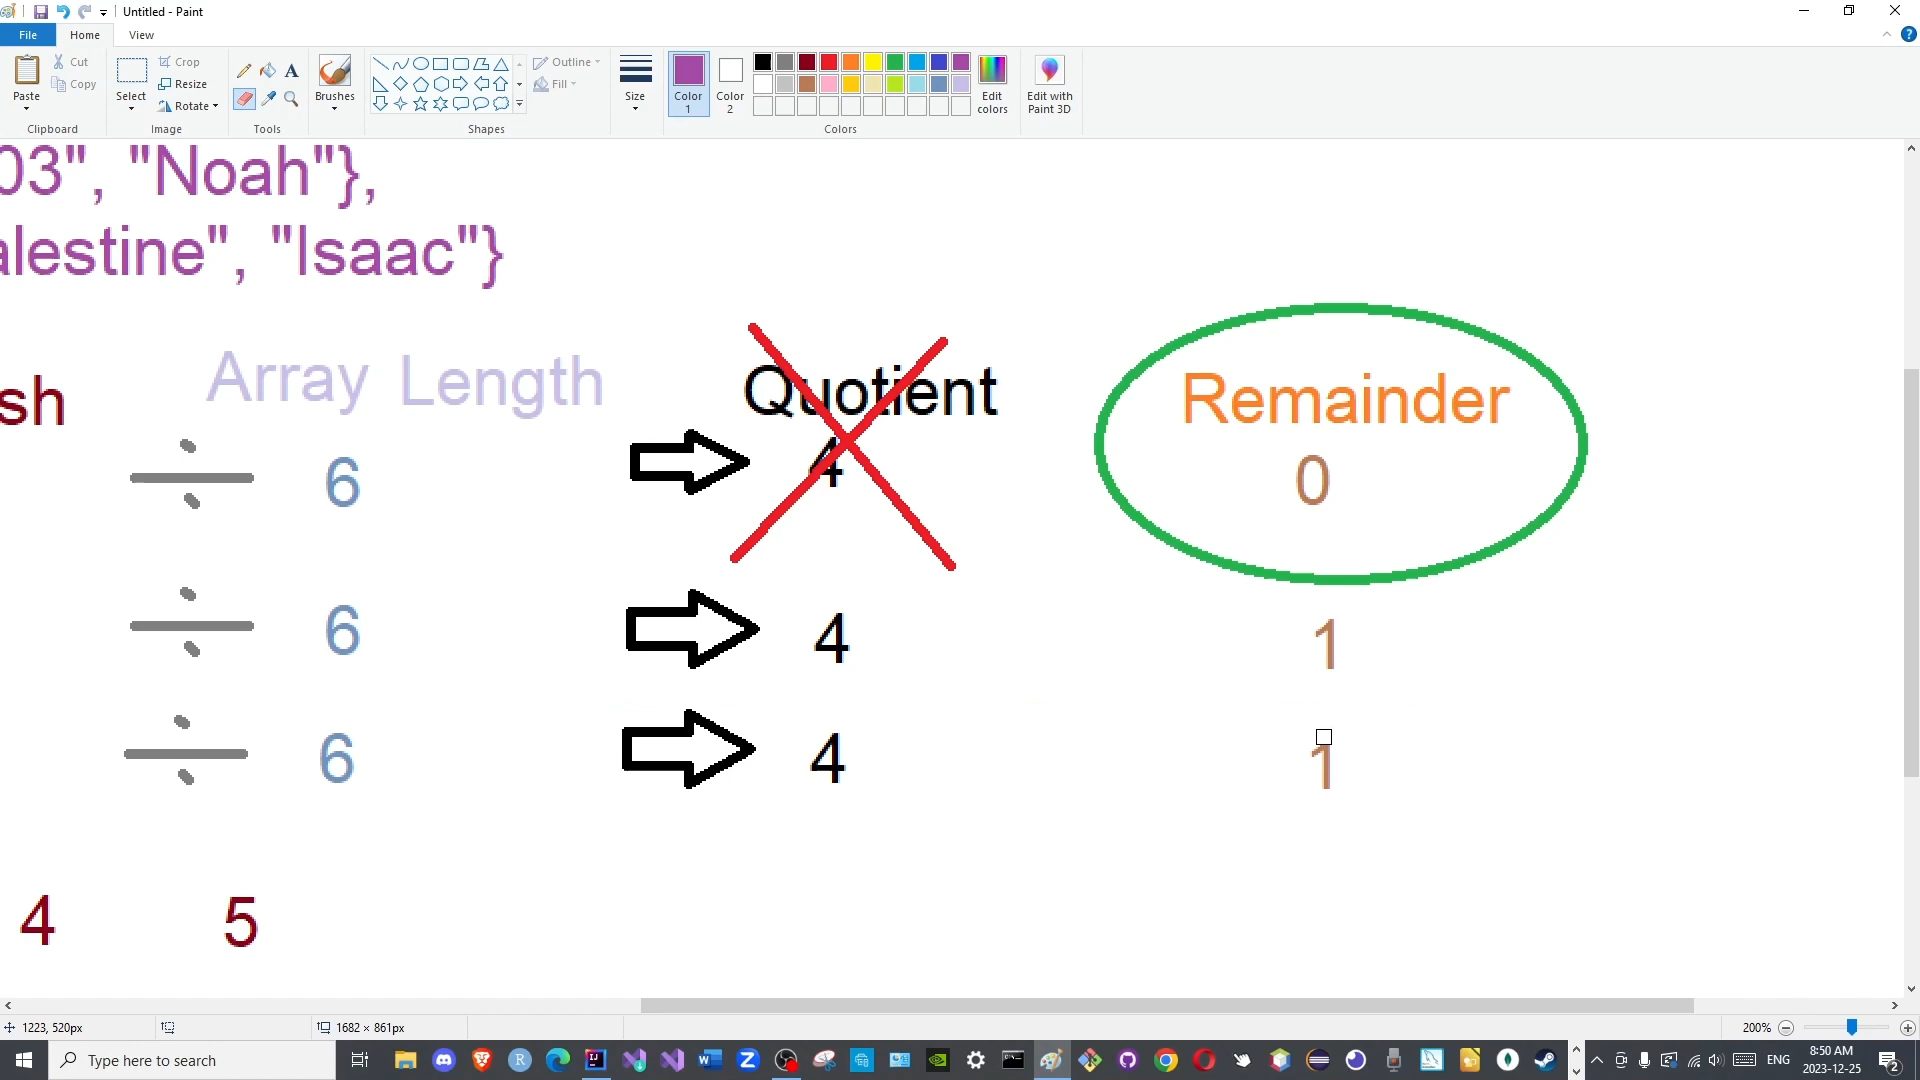 Untitled - Paint
File
Home
View
Paste
Cut
Copy
Clipboard
Select
Crop
Resize
Rotate
Image
A
Tools
Brushes
Shapes
Outline
Fill
Size
Color
1
Color
2
Colors
Edit
colors
Edit with
Paint 3D
03", "Noah"},
alestine", "Isaac"}
sh
Array Length
Quotient
Remainder
6
4
0
6
4
1
6
4
1
4
5
1223, 520px
1682 × 861px
200%
Type here to search
ENG
8:50 AM
2023-12-25
2